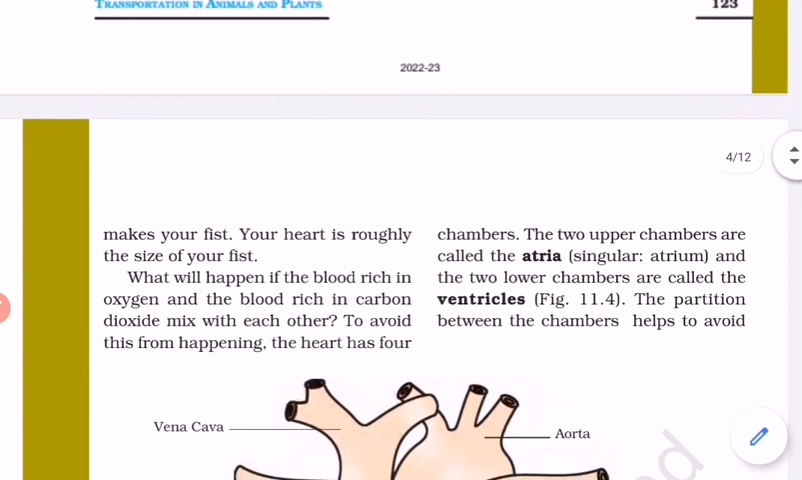 TRANSPORTATION IN ANIMALS AND PLANTS
123
2022-23
4/12
makes your fist. Your heart is roughly
the size of your fist.
What will happen if the blood rich in
oxygen and the blood rich in carbon
dioxide mix with each other? To avoid
this from happening, the heart has four
chambers. The two upper chambers are
called the atria (singular: atrium) and
the two lower chambers are called the
ventricles (Fig. 11.4). The partition
between the chambers helps to avoid
Vena Cava
Aorta